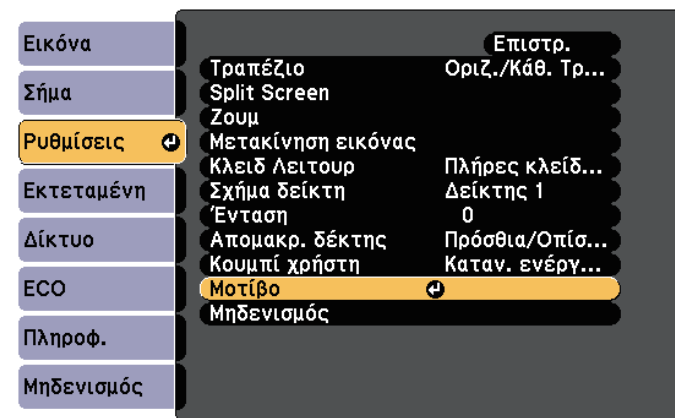 Εικόνα
Σήμα
Ρυθμίσεις
Εκτεταμένη
Δίκτυο
ECO
Πληροφ.
Μηδενισμός
Επιστρ.
Τραπέζιο Οριζ./Κάθ. Τρ...
Split Screen
Ζουμ
Μετακίνηση εικόνας
Κλειδ Λειτουρ Πλήρες κλείδ...
Σχήμα δείκτη Δείκτης 1
Ένταση 0
Απομακρ. δέκτης Πρόσθια/Οπίσ...
Κουμπί χρήστη Καταν. ενέργ...
Μοτίβο
Μηδενισμός